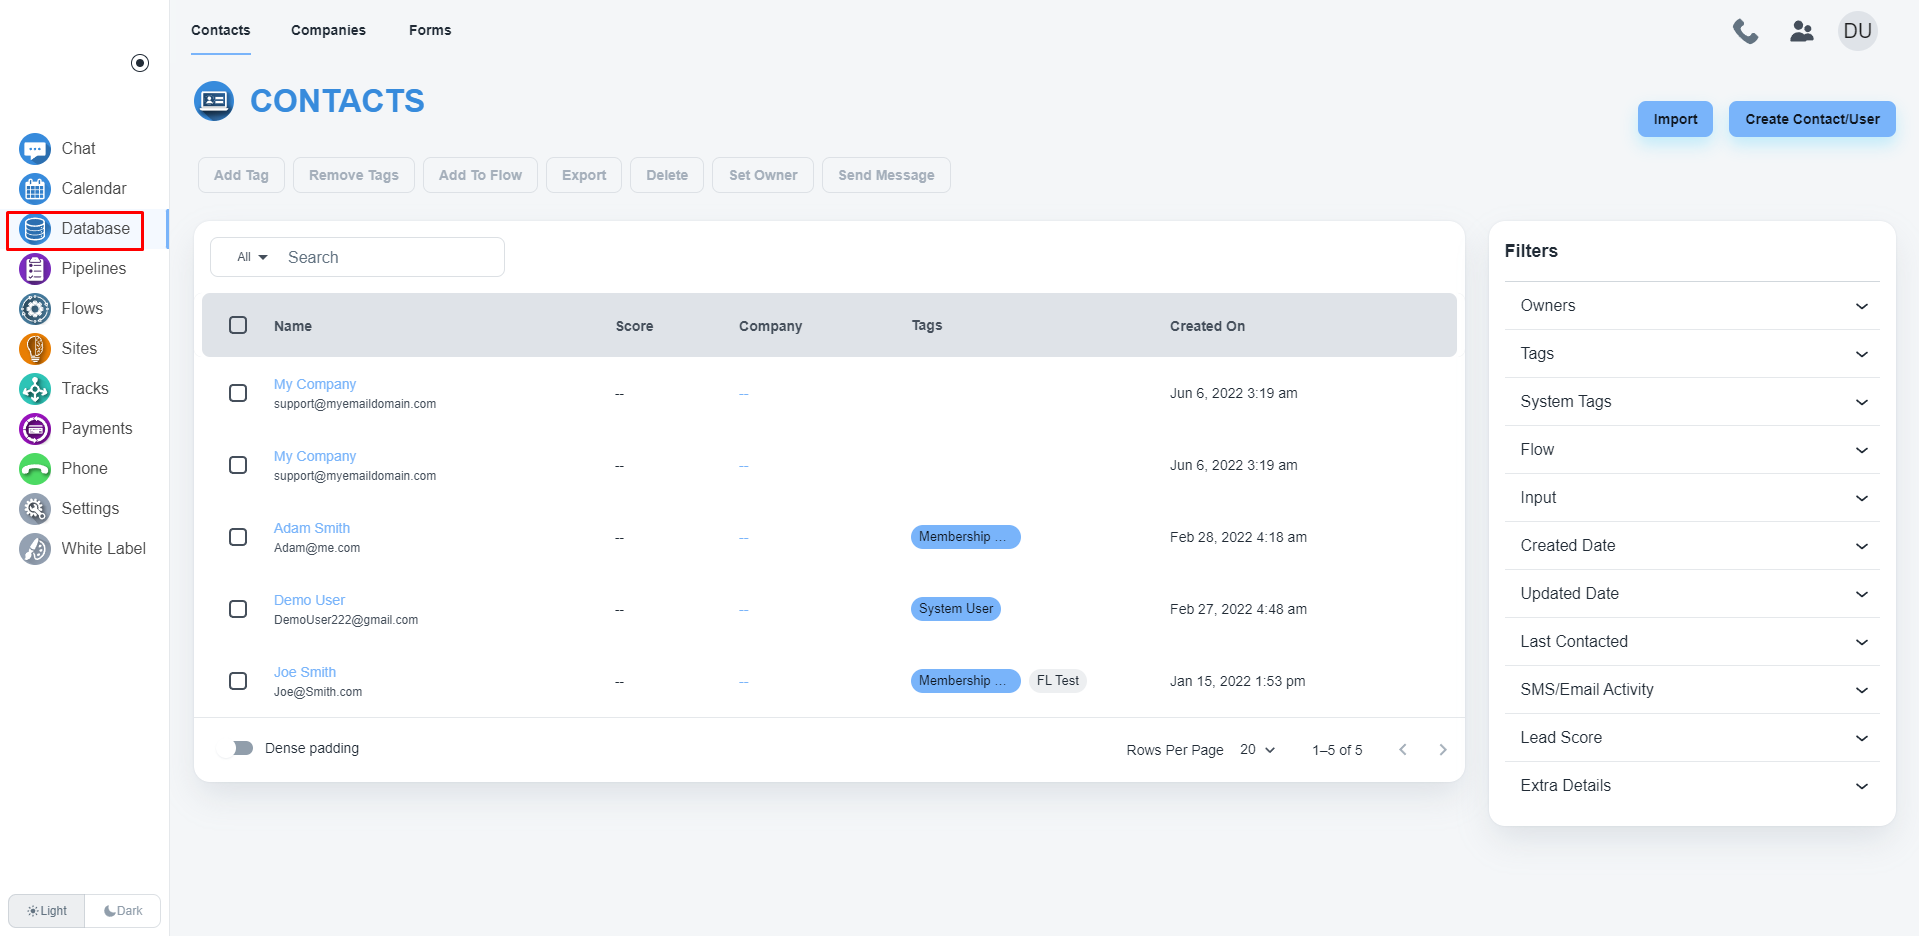 Contacts Companies Forms
DU
CONTACTS
Import Create Contact/User
Chat
Calendar
Database
Pipelines
Flows
Sites
Tracks
Payments
Phone
Settings
White Label
Light Dark
Add Tag Remove Tags Add To Flow Export Delete Set Owner Send Message
All Search
Name Score Company Tags Created On
My Company
support@myemaildomain.com
-- -- Jun 6, 2022 3:19 am
My Company
support@myemaildomain.com
-- -- Jun 6, 2022 3:19 am
Adam Smith
Adam@me.com
-- -- Membership ... Feb 28, 2022 4:18 am
Demo User
DemoUser222@gmail.com
-- -- System User Feb 27, 2022 4:48 am
Joe Smith
Joe@Smith.com
-- -- Membership ... FL Test Jan 15, 2022 1:53 pm
Dense padding
Rows Per Page 20 1–5 of 5
Filters
Owners
Tags
System Tags
Flow
Input
Created Date
Updated Date
Last Contacted
SMS/Email Activity
Lead Score
Extra Details